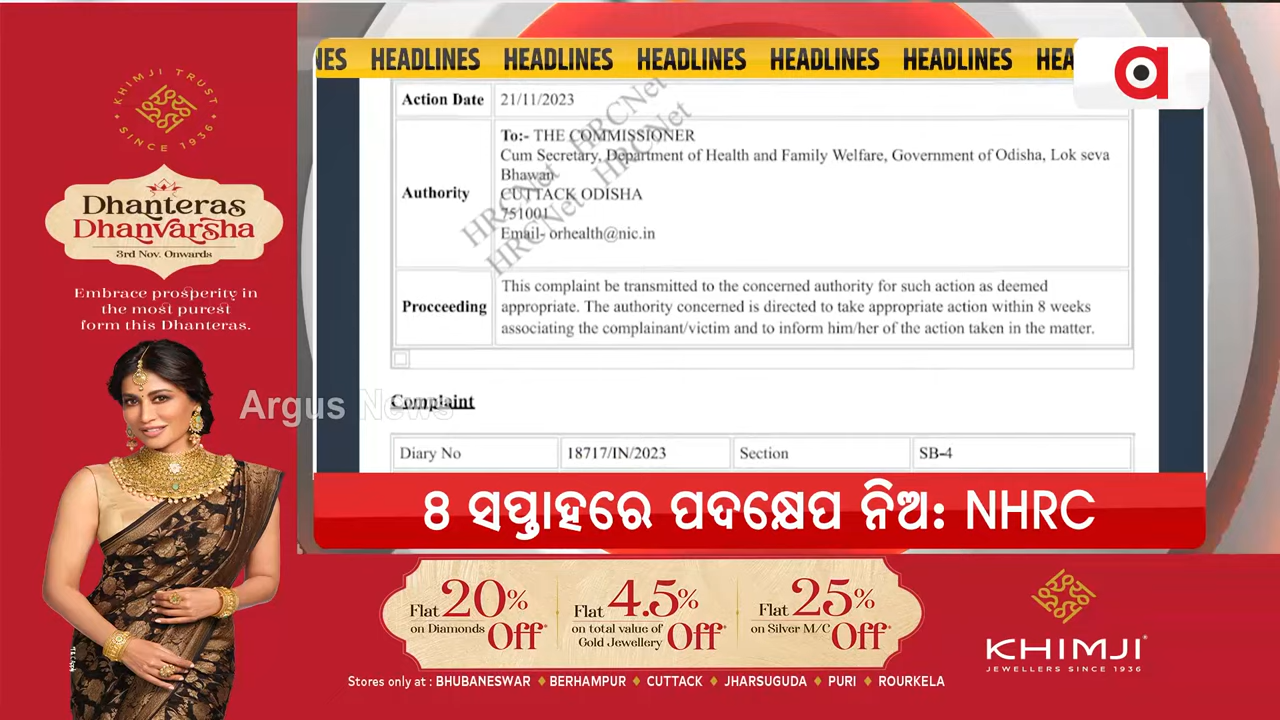 KHIMJI TRUST
SINCE 1936
Dhanteras
Dhanvarsha
3rd Nov. Onwards
Embrace prosperity in
the most purest
form this Dhanteras.
Argus News
HEADLINES HEADLINES HEADLINES HEADLINES HEADLINES
a
Action Date 21/11/2023
Authority
To:- THE COMMISSIONER
Cum Secretary, Department of Health and Family Welfare, Government of Odisha, Lok seva
Bhawan
CUTTACK ODISHA
751001
Email- orhealth@nic.in
HRCNet
HRCNet
HRCNet
HRCNet
Proceeding
This complaint be transmitted to the concerned authority for such action as deemed
appropriate. The authority concerned is directed to take appropriate action within 8 weeks
associating the complainant/victim and to inform him/her of the action taken in the matter.
Complaint
Diary No 18717/IN/2023 Section SB-4
୫ ସପ୍ତାହରେ ପଦକ୍ଷେପ ନିଅ: NHRC
Flat 20% Off*
on Diamonds
Flat 4.5% Off*
on total value of
Gold Jewellery
Flat 25% Off*
on Silver M/C
KHIMJI
JEWELLERS SINCE 1936
Stores only at : BHUBANESWAR ♦ BERHAMPUR ♦ CUTTACK ♦ JHARSUGUDA ♦ PURI ♦ ROURKELA